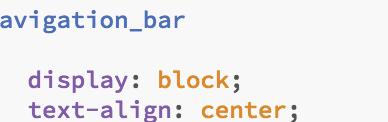 avigation_bar
display: block;
text-align: center;